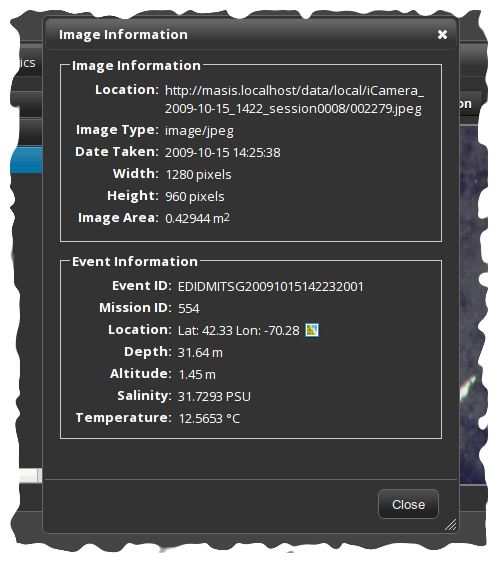 Image Information
ics
Image Information
Location: http://masis.localhost/data/local/iCamera_
2009-10-15_1422_session0008/002279.jpeg
on
Image Type: image/jpeg
Date Taken: 2009-10-15 14:25:38
Width: 1280 pixels
Height: 960 pixels
Image Area: 0.42944 m2
Event Information
Event ID: EDIDMITSG20091015142232001
Mission ID: 554
Location: Lat: 42.33 Lon: -70.28
Depth: 31.64 m
Altitude: 1.45 m
Salinity: 31.7293 PSU
Temperature: 12.5653 °C
Close